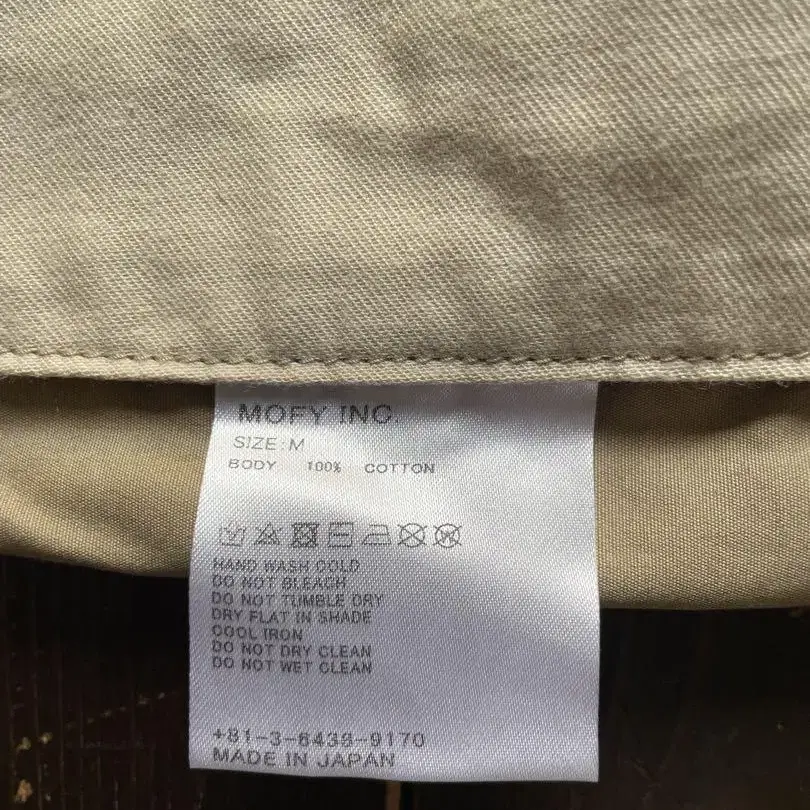 MOFY INC.
SIZE:M
BODY 100% COTTON
HAND WASH COLD
DO NOT BLEACH
DO NOT TUMBLE DRY
DRY FLAT IN SHADE
COOL IRON
DO NOT DRY CLEAN
DO NOT WET CLEAN
+81-3-6438-9170
MADE IN JAPAN